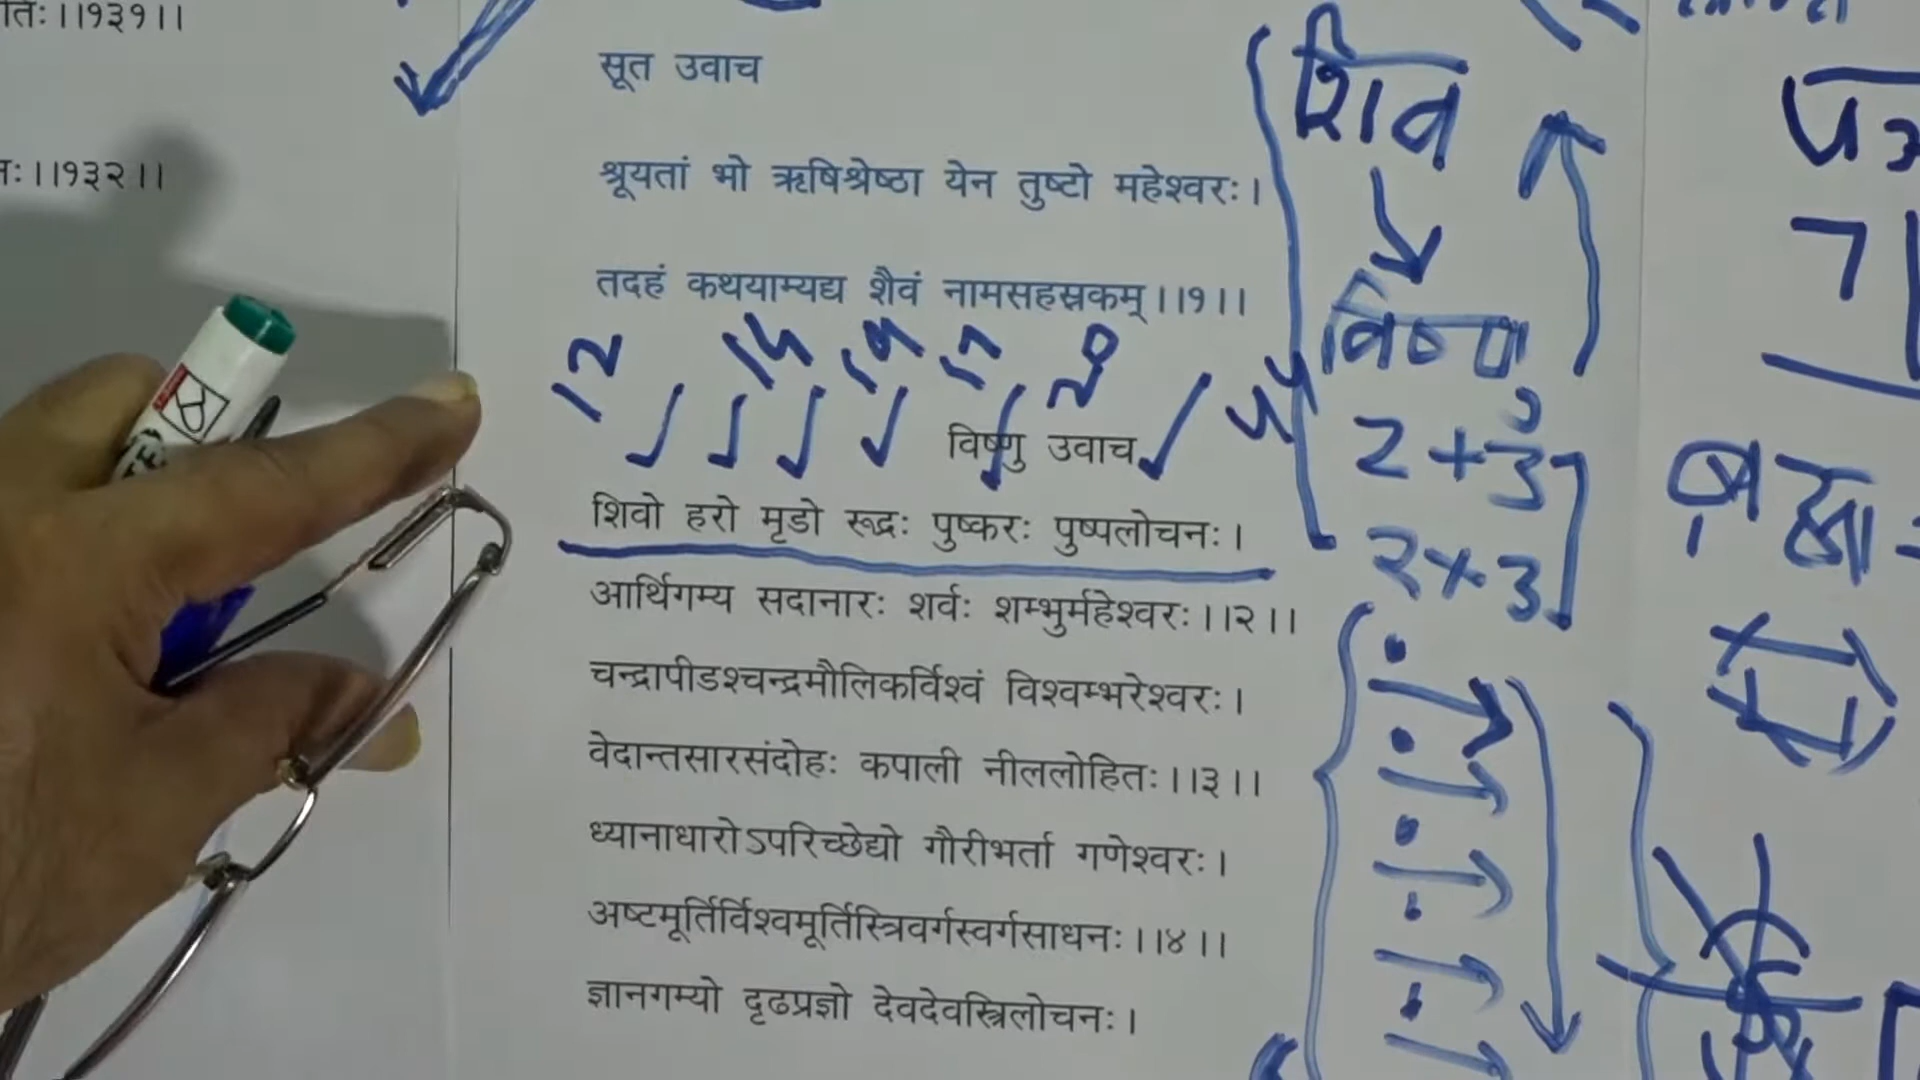 तिः।।१३१।।
तः।।१३२।।
सूत उवाच
श्रूयतां भो ऋषिश्रेष्ठा येन तुष्टो महेश्वरः।
तदहं कथयाम्यद्य शैवं नामसहस्रकम्।।१।।
विष्णु उवाच
शिवो हरो मृडो रूद्रः पुष्करः पुष्पलोचनः।
आर्थिगम्य सदानारः शर्वः शम्भुर्महेश्वरः।।२।।
चन्द्रापीडश्चन्द्रमौलिकर्विश्वं विश्वम्भरेश्वरः।
वेदान्तसारसंदोहः कपाली नीललोहितः।।३।।
ध्यानाधारोऽपरिच्छेद्यो गौरीभर्ता गणेश्वरः।
अष्टमूर्तिर्विश्वमूर्तिस्त्रिवर्गस्वर्गसाधनः।।४।।
ज्ञानगम्यो दृढप्रज्ञो देवदेवस्त्रिलोचनः।
शिव
विष्णु
2+3
2×3
7
ब्रह्मा